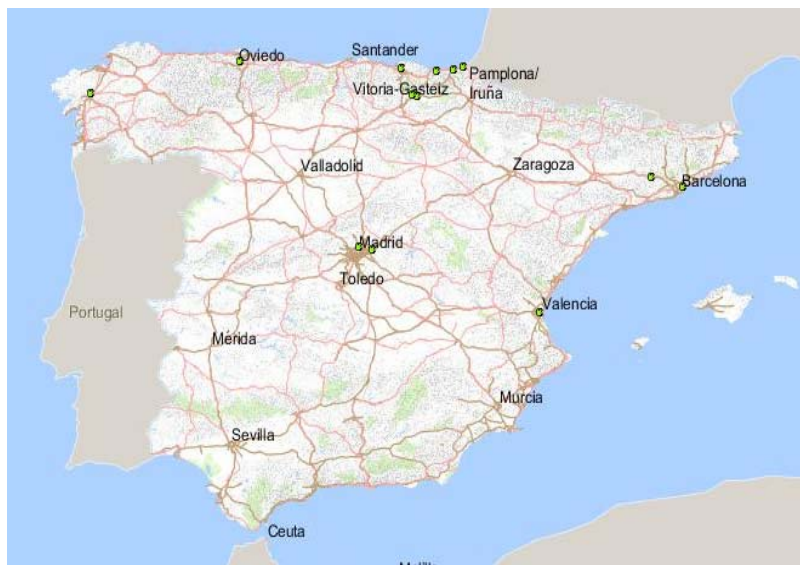 Oviedo
Santander
Pamplona/
Iruña
Vitoria-Gasteiz
Valladolid
Zaragoza
Barcelona
Madrid
Toledo
Portugal
Valencia
Mérida
Murcia
Sevilla
Ceuta